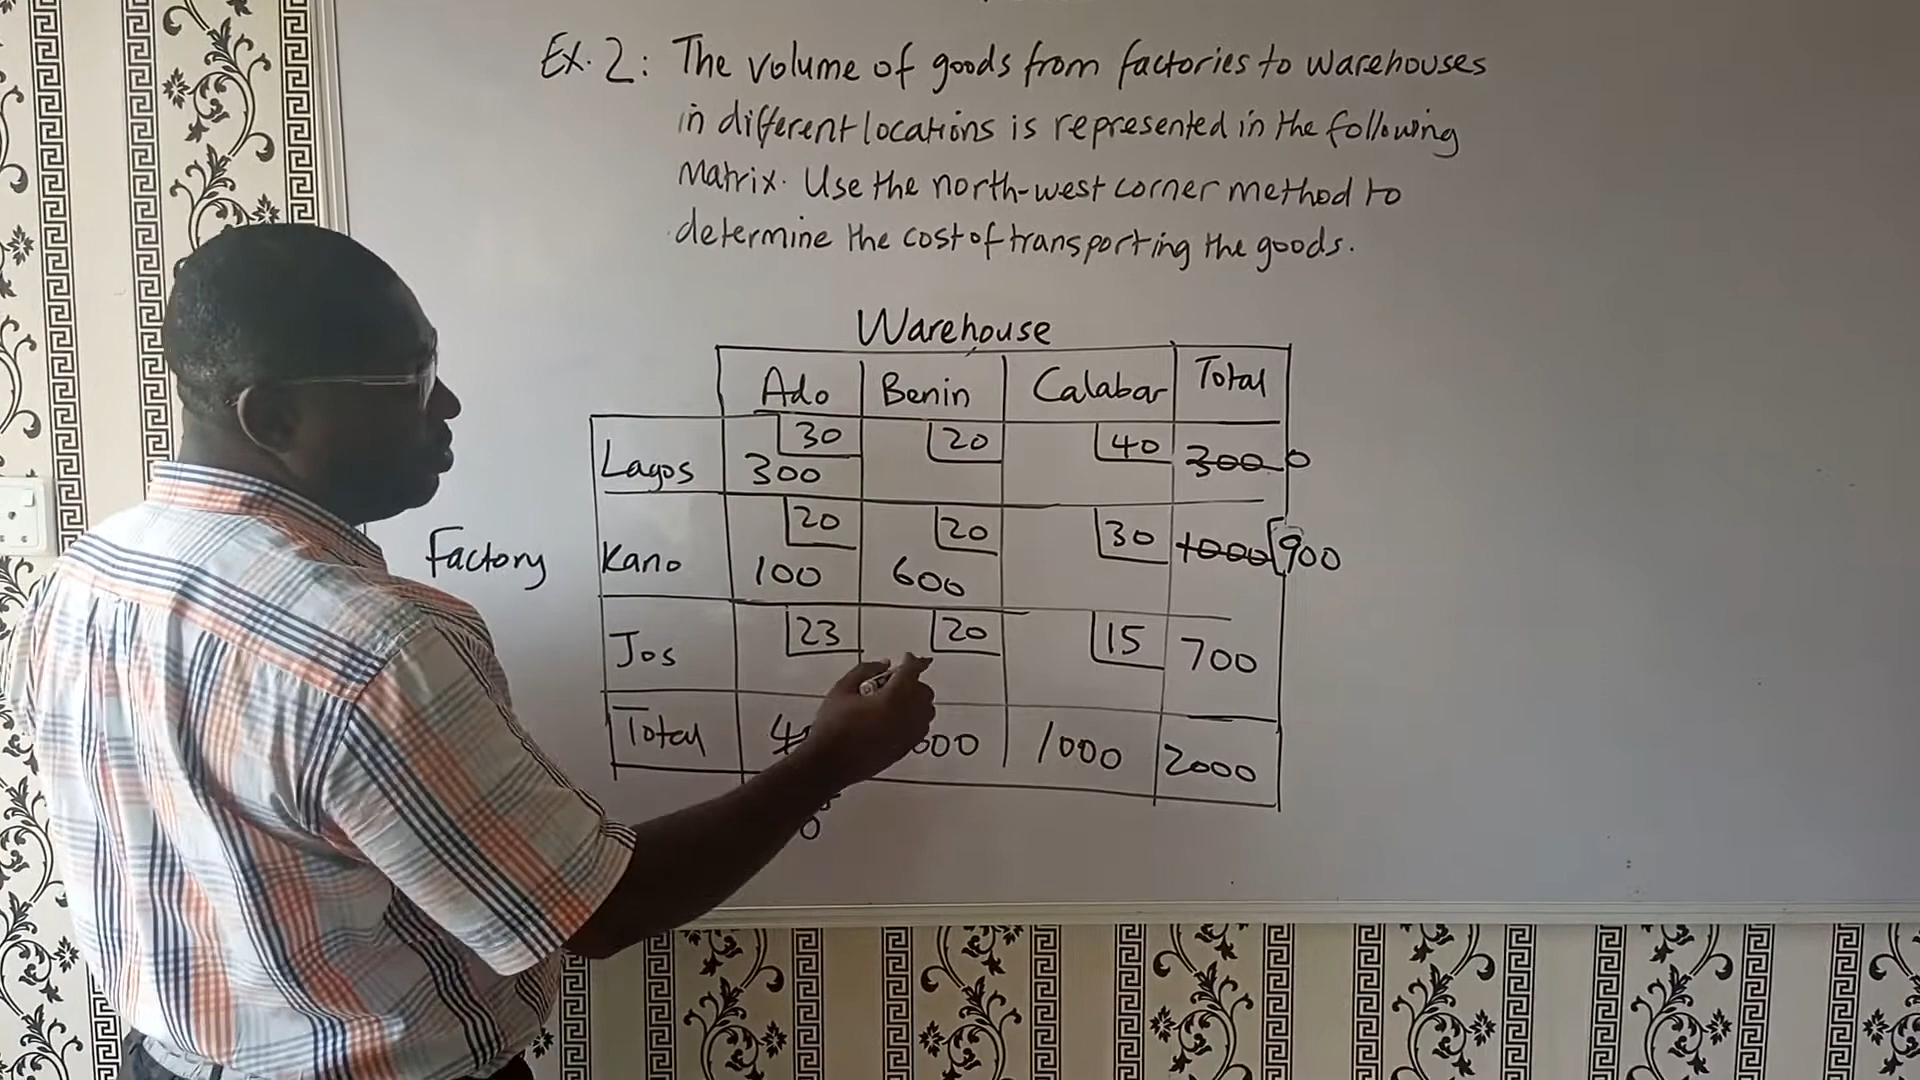 Ex. 2: The volume of goods from factories to warehouses
in different locations is represented in the following
matrix. Use the north-west corner method to
determine the cost of transporting the goods.
Warehouse
Ado Benin Calabar Total
30 20 40
Lagos 300 300 0
20 20 30
Factory Kano 100 600 1000 900
23 20 15
Jos 700
Total 1000 2000
0